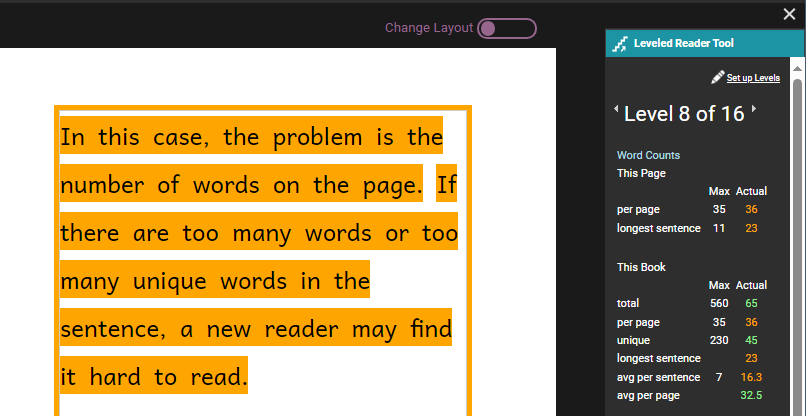 Change Layout
Leveled Reader Tool
Set up Levels
Level 8 of 16
In this case, the problem is the
number of words on the page. If
there are too many words or too
many unique words in the
sentence, a new reader may find
it hard to read.
Word Counts
This Page
Max Actual
per page 35 36
longest sentence 11 23
This Book
Max Actual
total 560 65
per page 35 36
unique 230 45
longest sentence 23
avg per sentence 7 16.3
avg per page 32.5